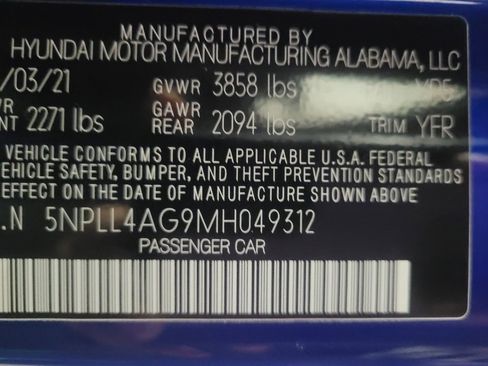 MANUFACTURED BY
HYUNDAI MOTOR MANUFACTURING ALABAMA, LLC
/03/21 GVWR 3858 lbs
WR
NT 2271 lbs GAWR REAR 2094 lbs TRIM YFR
VEHICLE CONFORMS TO ALL APPLICABLE U.S.A. FEDERAL
VEHICLE SAFETY, BUMPER, AND THEFT PREVENTION STANDARDS
EFFECT ON THE DATE OF MANUFACTURE SHOWN ABOVE
.N 5NPLL4AG9MH049312
PASSENGER CAR